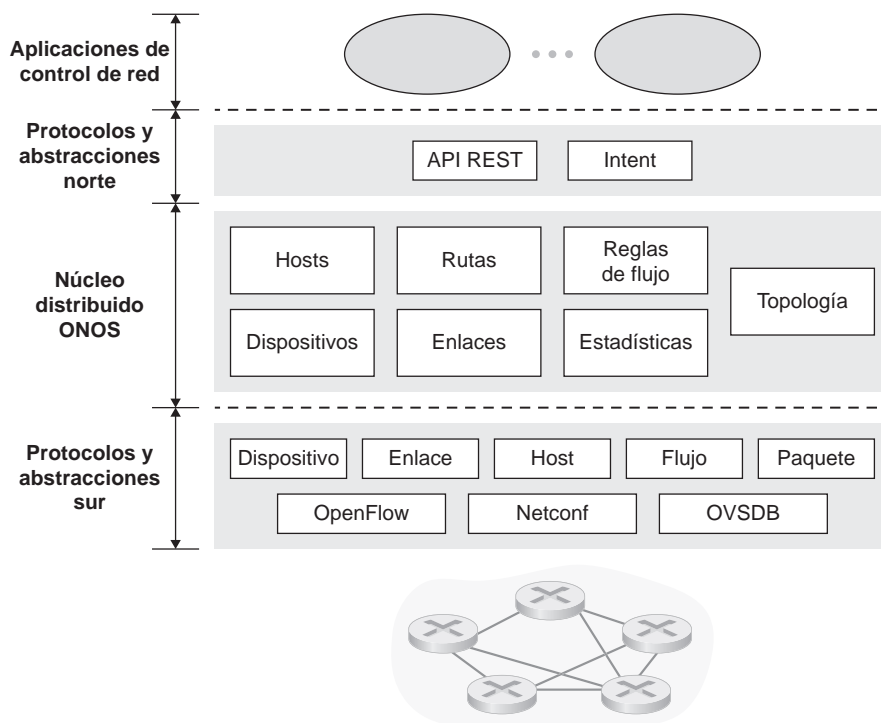 Aplicaciones de
control de red
Protocolos y
abstracciones
norte
API REST
Intent
Núcleo
distribuido
ONOS
Hosts
Rutas
Reglas
de flujo
Topología
Dispositivos
Enlaces
Estadísticas
Protocolos y
abstracciones
sur
Dispositivo
Enlace
Host
Flujo
Paquete
OpenFlow
Netconf
OVSDB